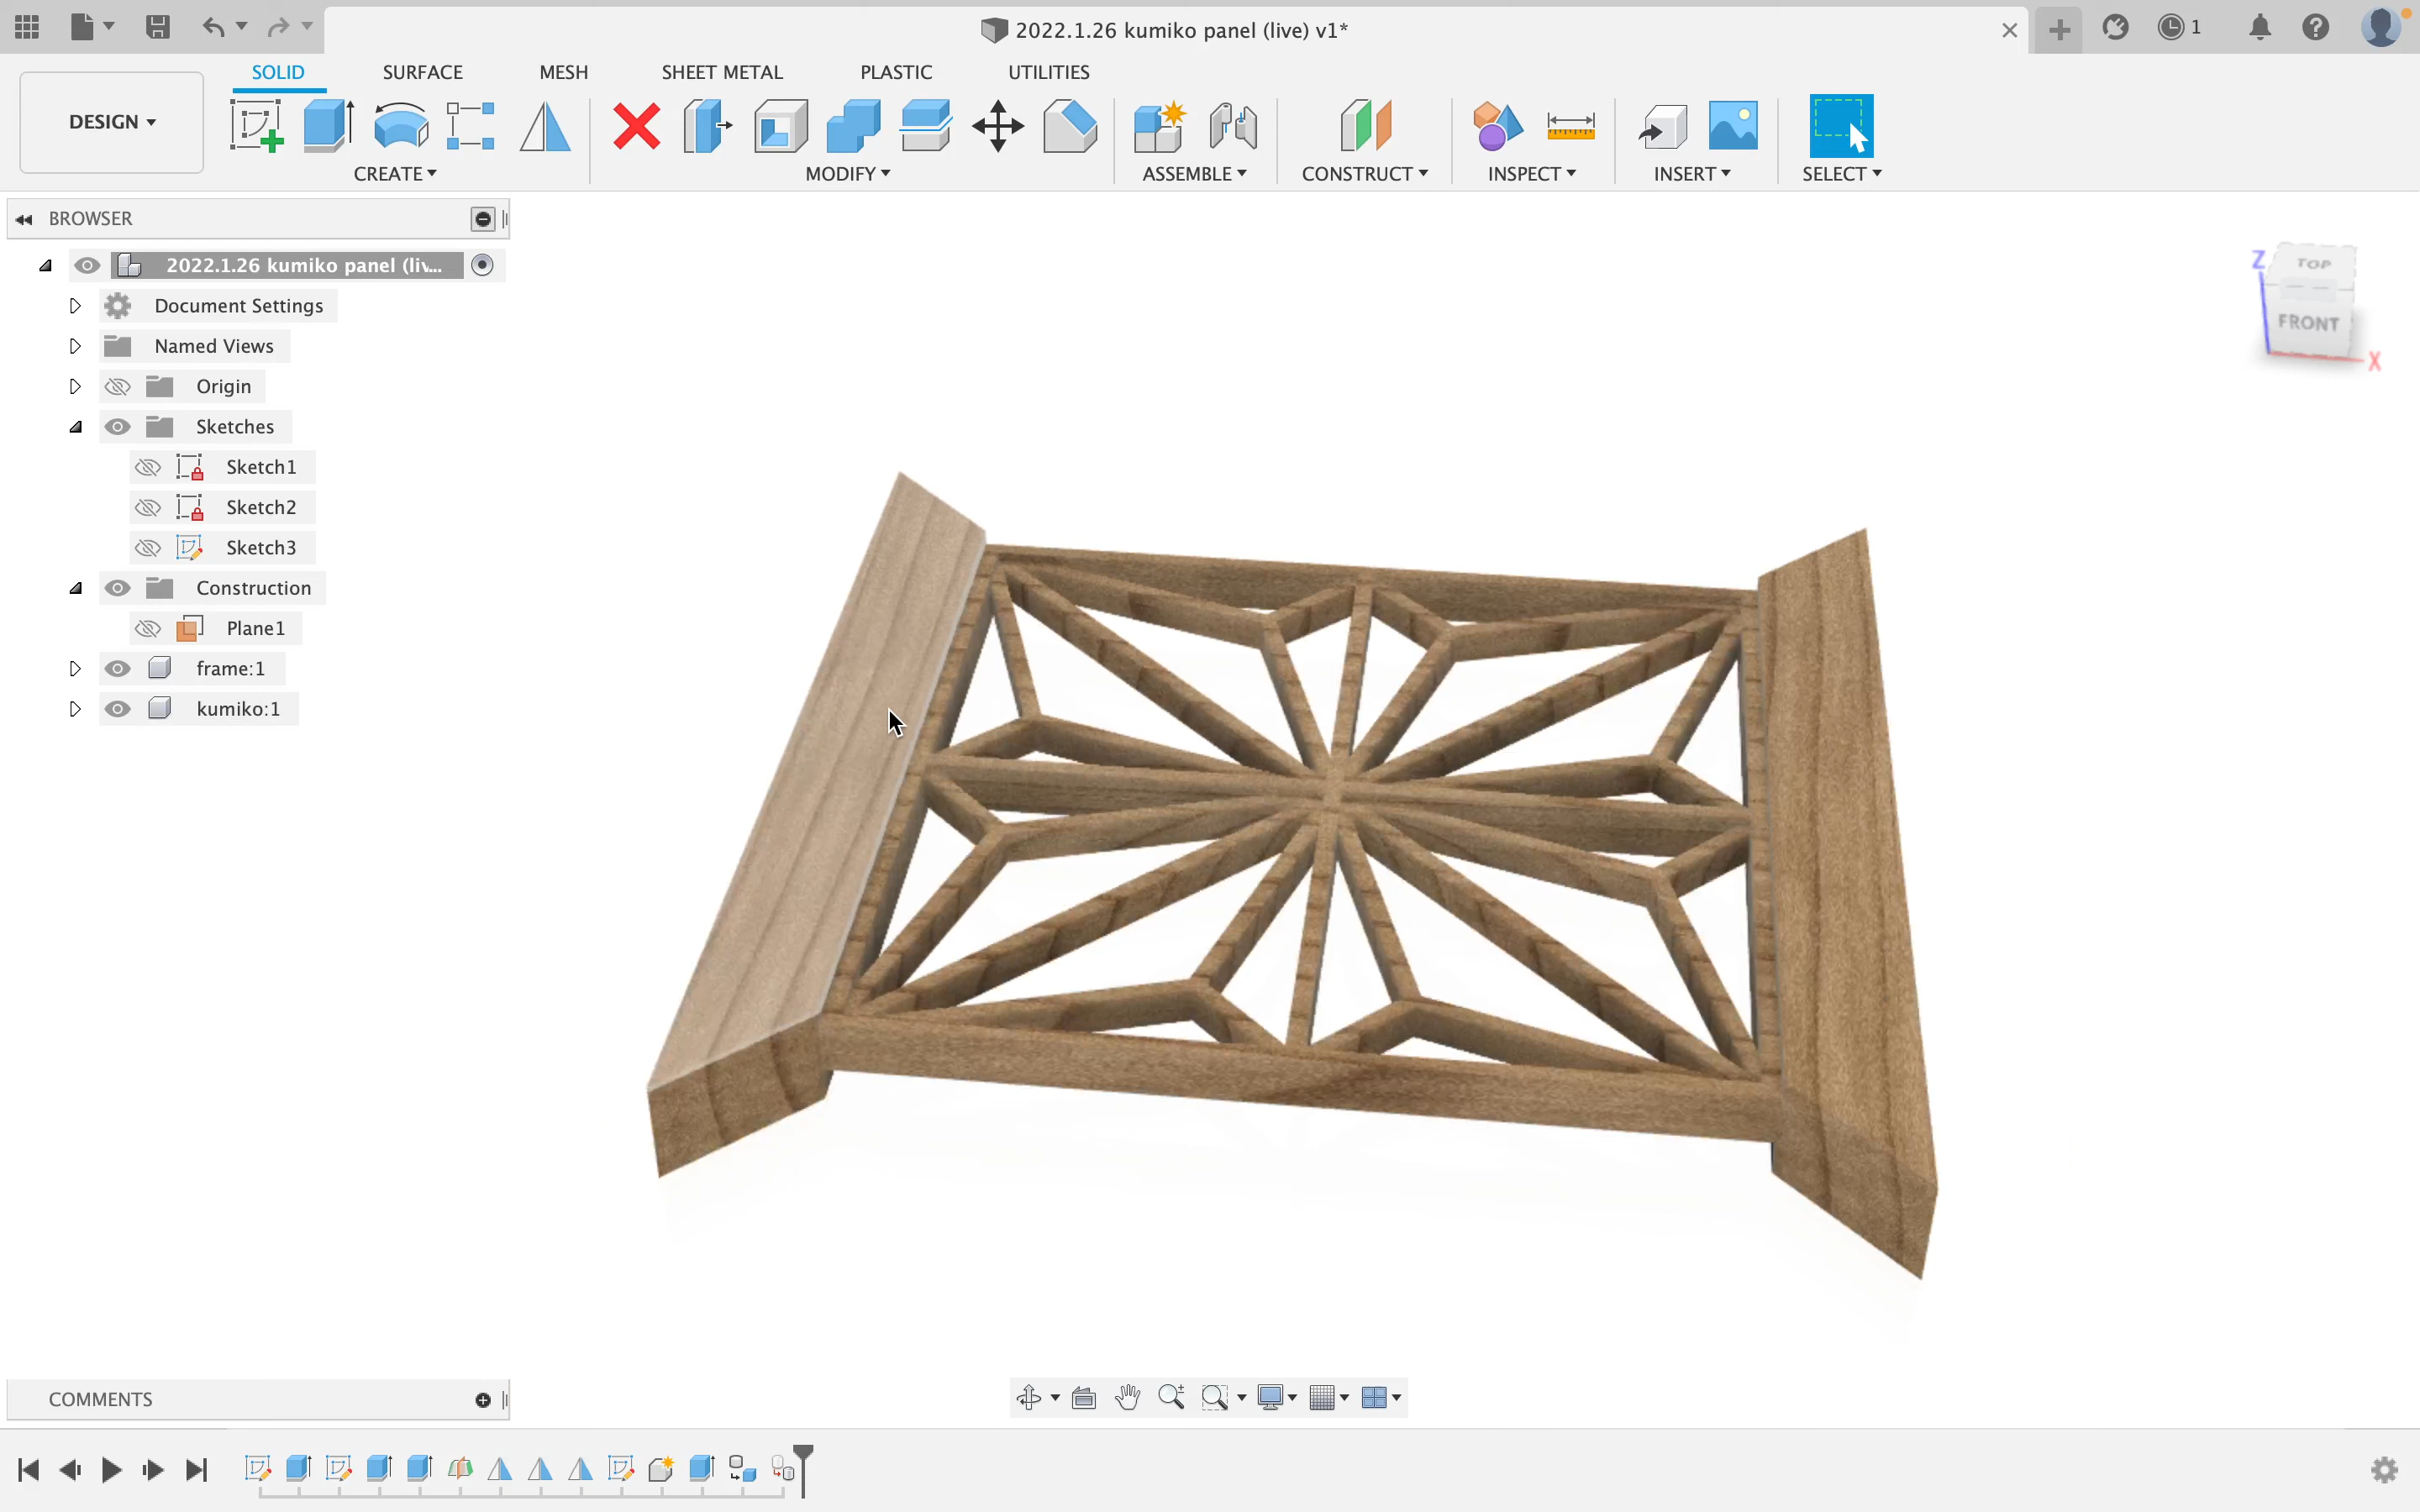 2022.1.26 kumiko panel (live) v1*
1
SOLID SURFACE MESH SHEET METAL PLASTIC UTILITIES
DESIGN
CREATE MODIFY ASSEMBLE CONSTRUCT INSPECT INSERT SELECT
BROWSER
2022.1.26 kumiko panel (liv...
Document Settings
Named Views
Origin
Sketches
Sketch1
Sketch2
Sketch3
Construction
Plane1
frame:1
kumiko:1
Z
TOP
FRONT
X
COMMENTS